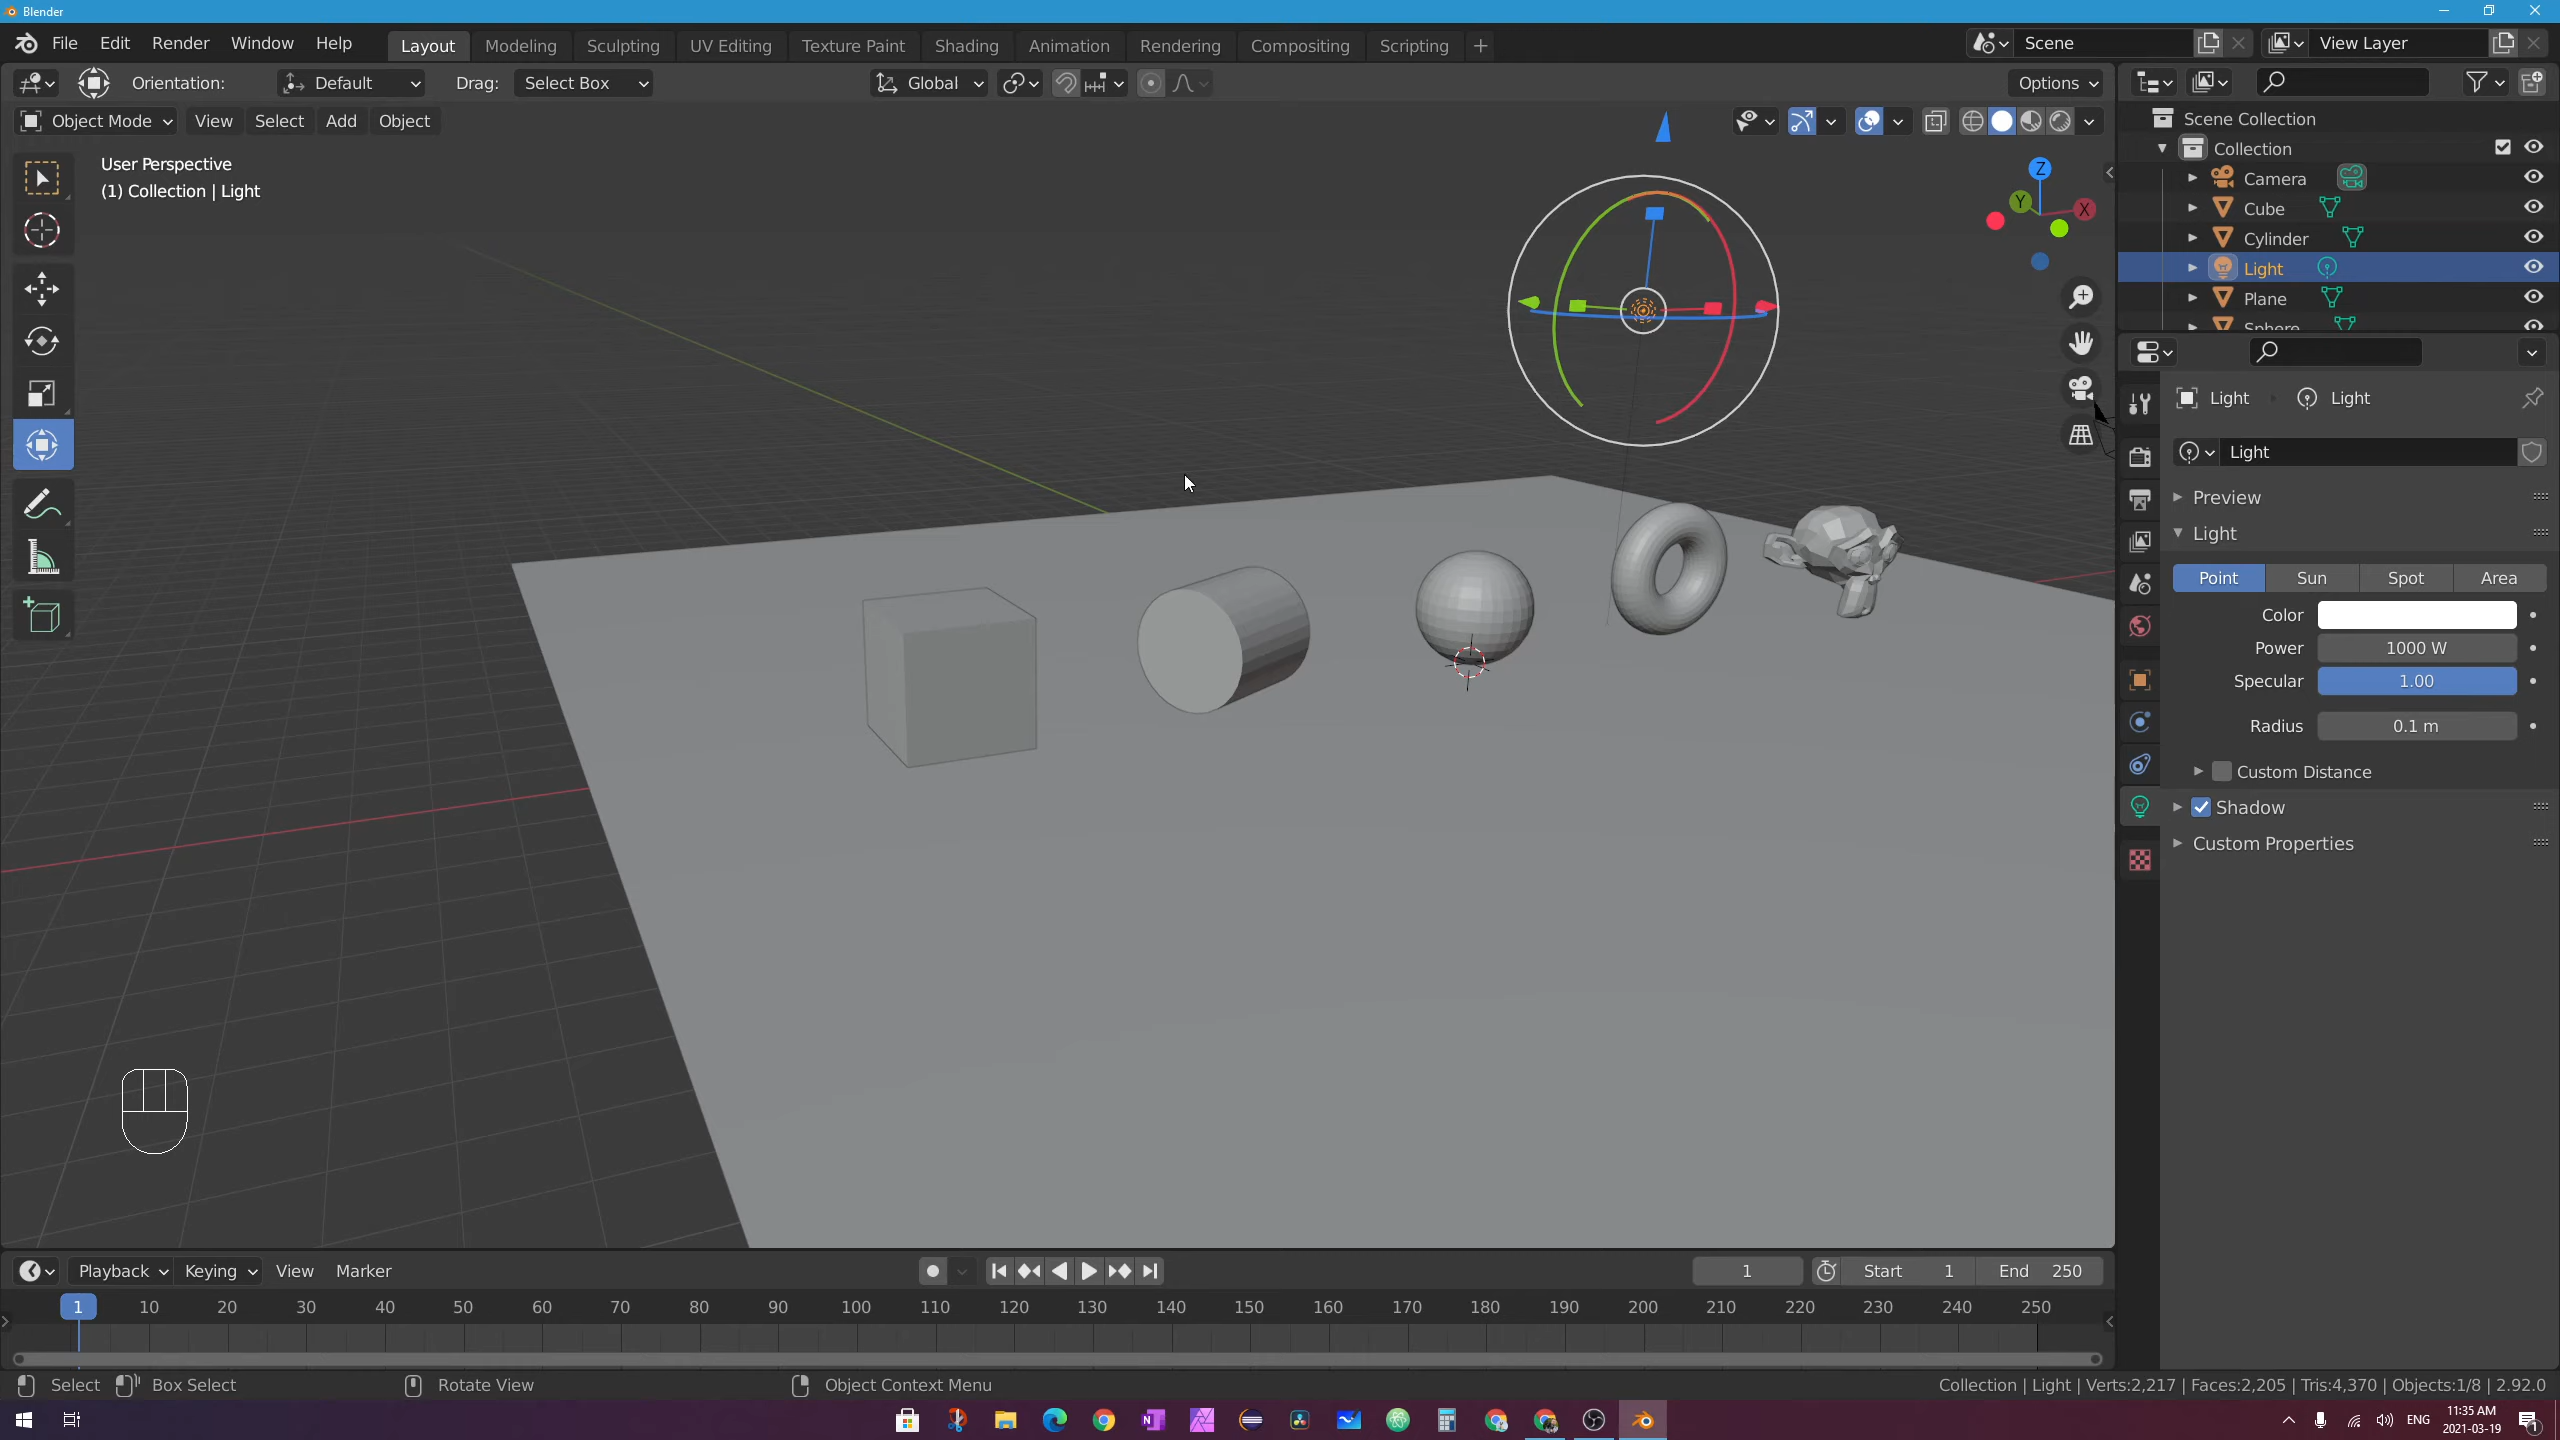 Blender
File Edit Render Window Help Layout Modeling Sculpting UV Editing Texture Paint Shading Animation Rendering Compositing Scripting + Scene View Layer
Orientation: Default Drag: Select Box Global Options
Object Mode View Select Add Object
User Perspective
(1) Collection | Light
Z
Y
X
Scene Collection
Collection
Camera
Cube
Cylinder
Light
Plane
Sphere
Light Light
Light
Preview
Light
Point Sun Spot Area
Color
Power 1000 W
Specular 1.00
Radius 0.1 m
Custom Distance
Shadow
Custom Properties
Playback Keying View Marker 1 Start 1 End 250
1 10 20 30 40 50 60 70 80 90 100 110 120 130 140 150 160 170 180 190 200 210 220 230 240 250
Select Box Select Rotate View Object Context Menu Collection | Light | Verts:2,217 | Faces:2,205 | Tris:4,370 | Objects:1/8 | 2.92.0
ENG
11:35 AM
2021-03-19
1